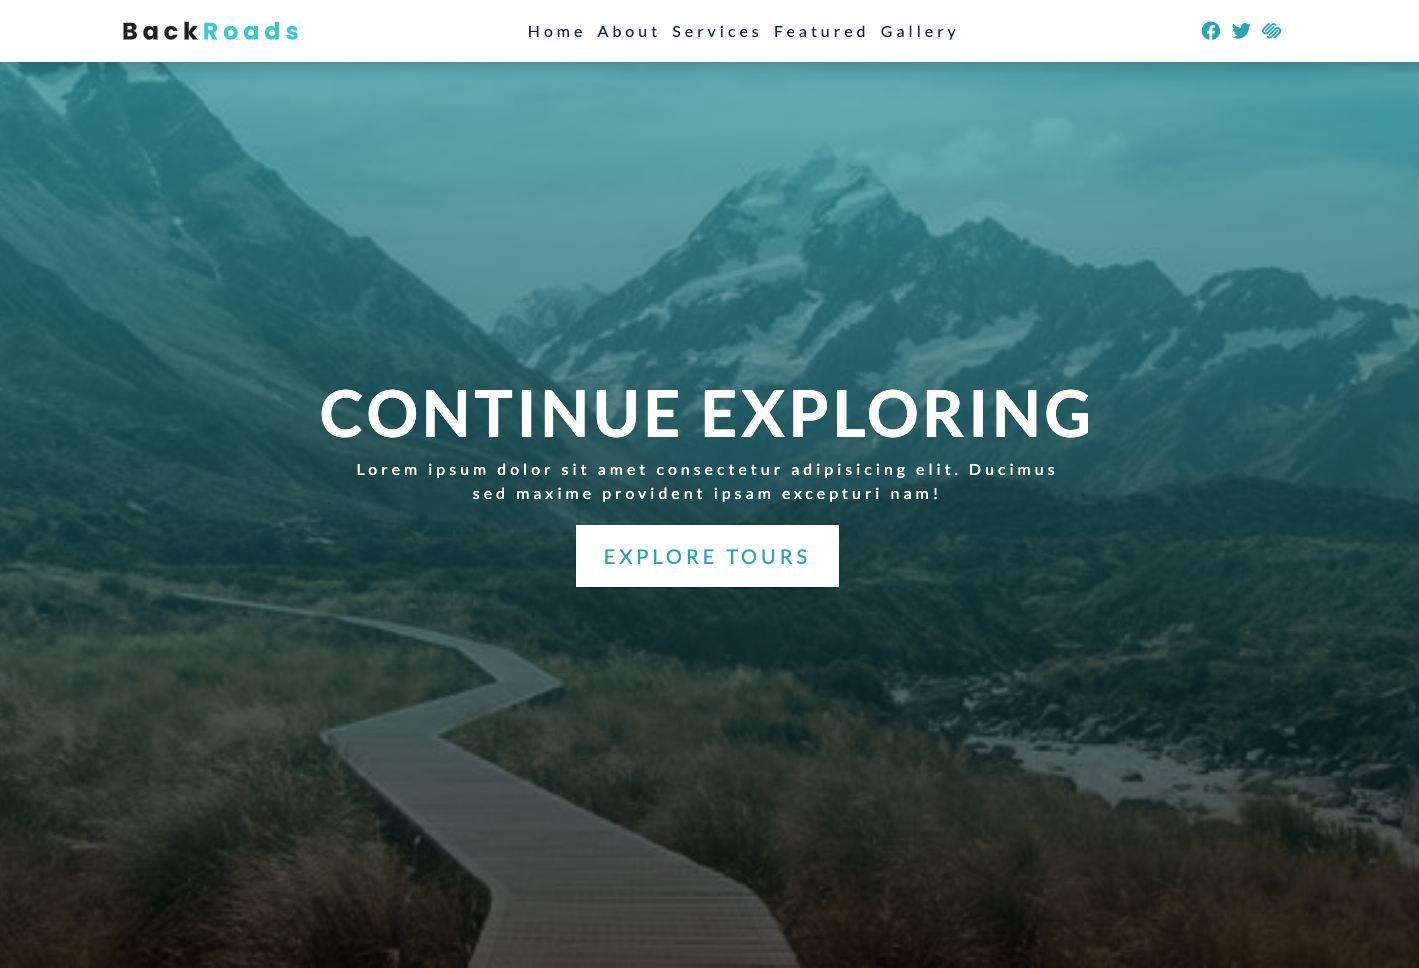 BackRoads
Home About Services Featured Gallery
CONTINUE EXPLORING
Lorem ipsum dolor sit amet consectetur adipisicing elit. Ducimus
sed maxime provident ipsam excepturi nam!
EXPLORE TOURS